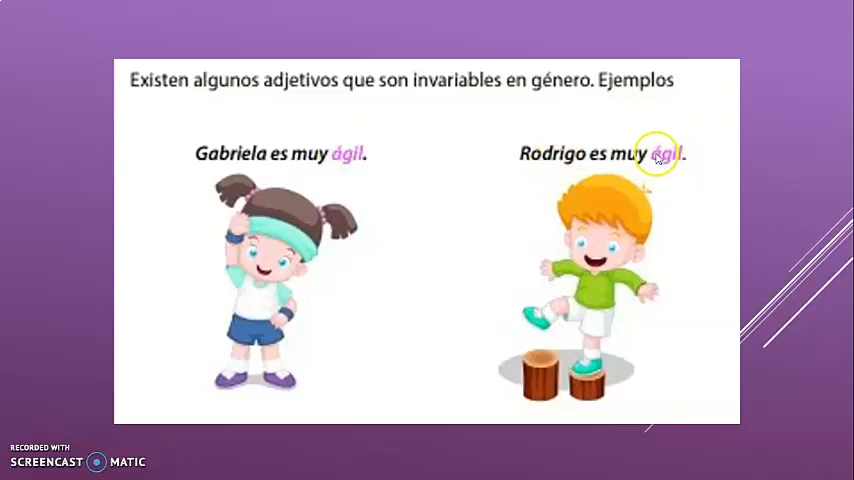 Existen algunos adjetivos que son invariables en género. Ejemplos
Gabriela es muy ágil.
Rodrigo es muy ágil.
RECORDED WITH
SCREENCAST MATIC